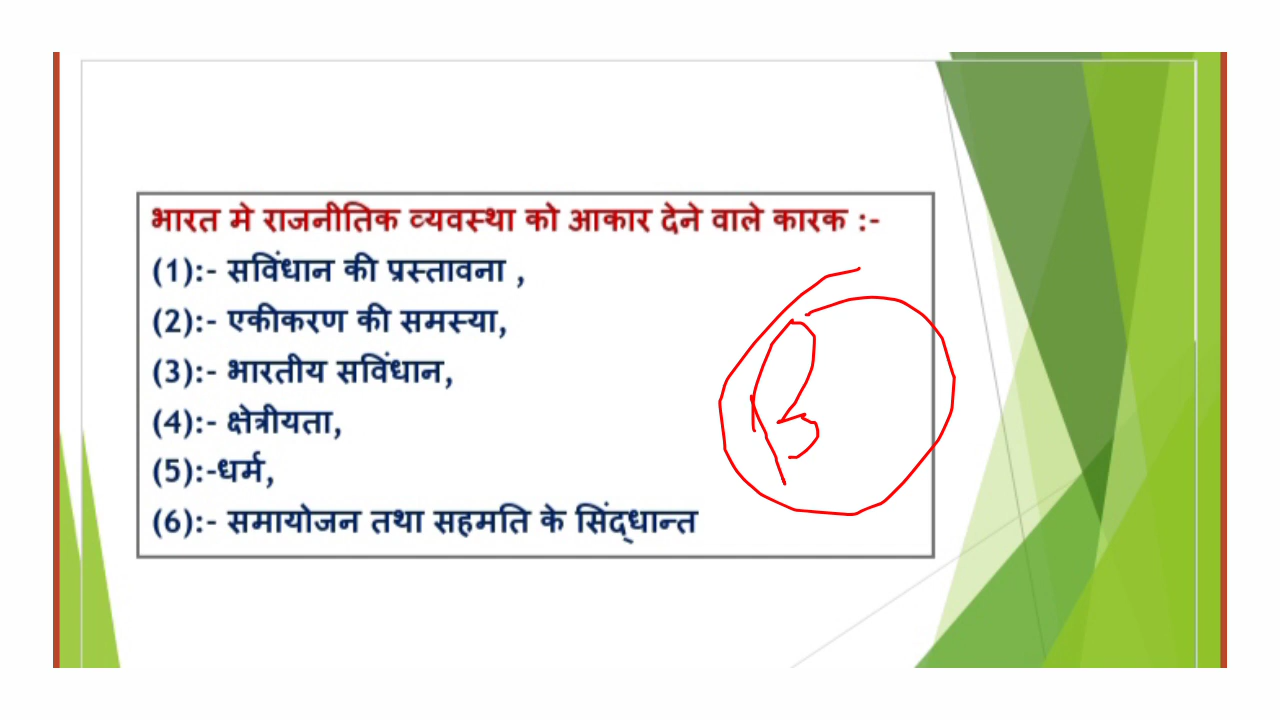 भारत मे राजनीतिक व्यवस्था को आकार देने वाले कारक :-
(1):- सविंधान की प्रस्तावना ,
(2):- एकीकरण की समस्या,
(3):- भारतीय सविंधान,
(4):- क्षेत्रीयता,
(5):-धर्म,
(6):- समायोजन तथा सहमति के सिंद्धान्त